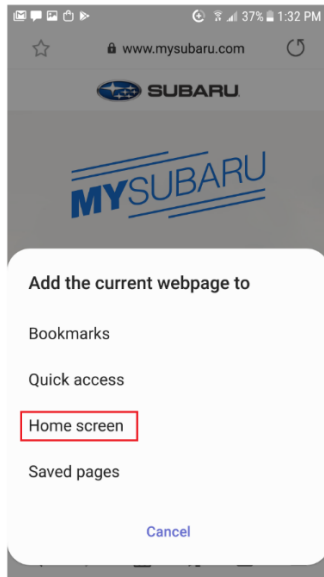 37% 1:32 PM
www.mysubaru.com
SUBARU
MYSUBARU
Add the current webpage to
Bookmarks
Quick access
Home screen
Saved pages
Cancel